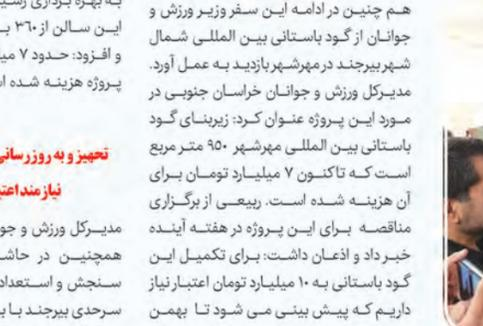 هم چنین در ادامه این سفر وزیر ورزش و
جوانان از گود باستانی بین المللی شمال
شهر بیرجند در مهرشهر بازدید به عمل آورد.
مدیرکل ورزش و جوانان خراسان جنوبی در
مورد این پروژه عنوان کرد: زیربنای گود
باستانی بین المللی مهرشهر ۹۵۰ متر مربع
است که تاکنون ۷ میلیارد تومان برای
آن هزینه شده است. ربیعی از برگزاری
مناقصه برای این پروژه در هفته آینده
خبر داد و اذعان داشت: برای تکمیل این
گود باستانی به ۱۰ میلیارد تومان اعتبار نیاز
داریم که پیش بینی می شود تا بهمن
به بهره برداری
این سالن از ۳۶۰
و افزود: حدود ۷
پروژه هزینه شده
تجهیز و به روز رسانی
نیازمند اعتبا
مدیرکل ورزش و جو
همچنین در حاش
سنجش و استعداد
سرحدی بیرجند با